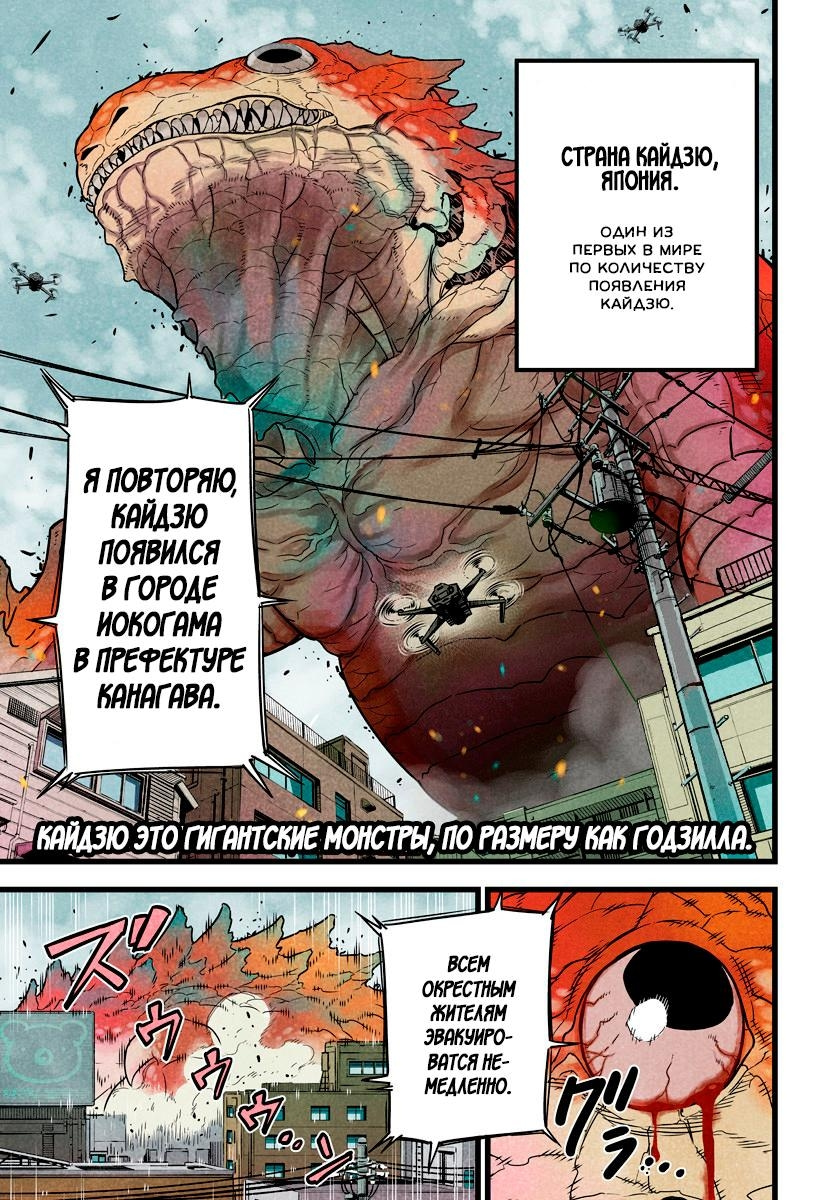 СТРАНА КАЙДЗЮ,
ЯПОНИЯ.
ОДИН ИЗ
ПЕРВЫХ В МИРЕ
ПО КОЛИЧЕСТВУ
ПОЯВЛЕНИЯ
КАЙДЗЮ.
Я ПОВТОРЯЮ,
КАЙДЗЮ
ПОЯВИЛСЯ
В ГОРОДЕ
ИОКОГАМА
В ПРЕФЕКТУРЕ
КАНАГАВА.
КАЙДЗЮ ЭТО ГИГАНТСКИЕ МОНСТРЫ, ПО РАЗМЕРУ КАК ГОДЗИЛЛА.
ズゥゥゥ...
ВСЕМ
ОКРЕСТНЫМ
ЖИТЕЛЯМ
ЭВАКУИРО-
ВАТСЯ НЕ-
МЕДЛЕННО.
グラ...